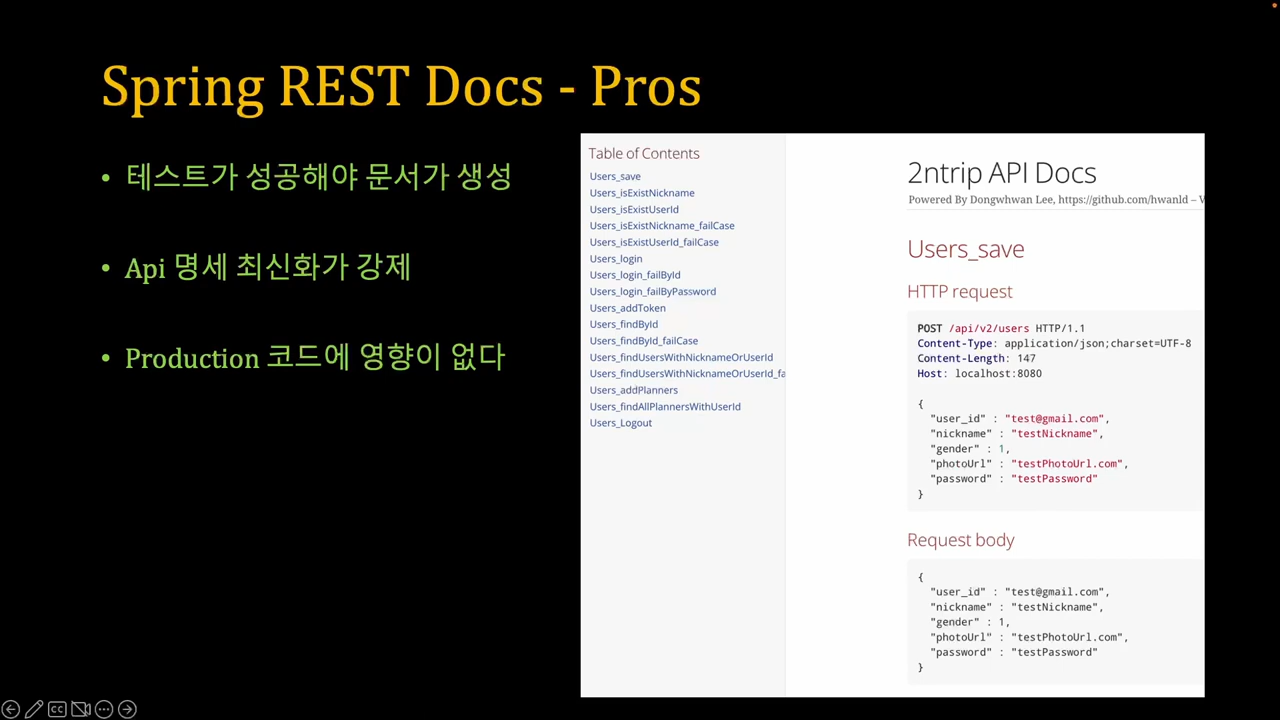 Spring REST Docs - Pros
• 테스트가 성공해야 문서가 생성
• Api 명세 최신화가 강제
• Production 코드에 영향이 없다
Table of Contents
Users_save
Users_isExistNickname
Users_isExistUserId
Users_isExistNickname_failCase
Users_isExistUserId_failCase
Users_login
Users_login_failById
Users_login_failByPassword
Users_addToken
Users_findById
Users_findById_failCase
Users_findUsersWithNicknameOrUserId
Users_findUsersWithNicknameOrUserId_fa
Users_addPlanners
Users_findAllPlannersWithUserId
Users_Logout
2ntrip API Docs
Powered By Dongwhwan Lee, https://github.com/hwanld – V
Users_save
HTTP request
POST /api/v2/users HTTP/1.1
Content-Type: application/json;charset=UTF-8
Content-Length: 147
Host: localhost:8080
{
"user_id" : "test@gmail.com",
"nickname" : "testNickname",
"gender" : 1,
"photoUrl" : "testPhotoUrl.com",
"password" : "testPassword"
}
Request body
{
"user_id" : "test@gmail.com",
"nickname" : "testNickname",
"gender" : 1,
"photoUrl" : "testPhotoUrl.com",
"password" : "testPassword"
}
CC